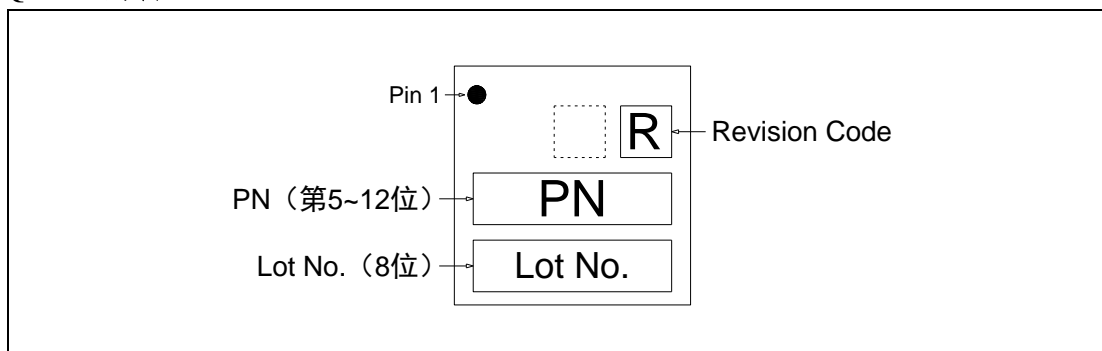 Pin 1
R
Revision Code
PN（第5~12位）
PN
Lot No.（8位）
Lot No.